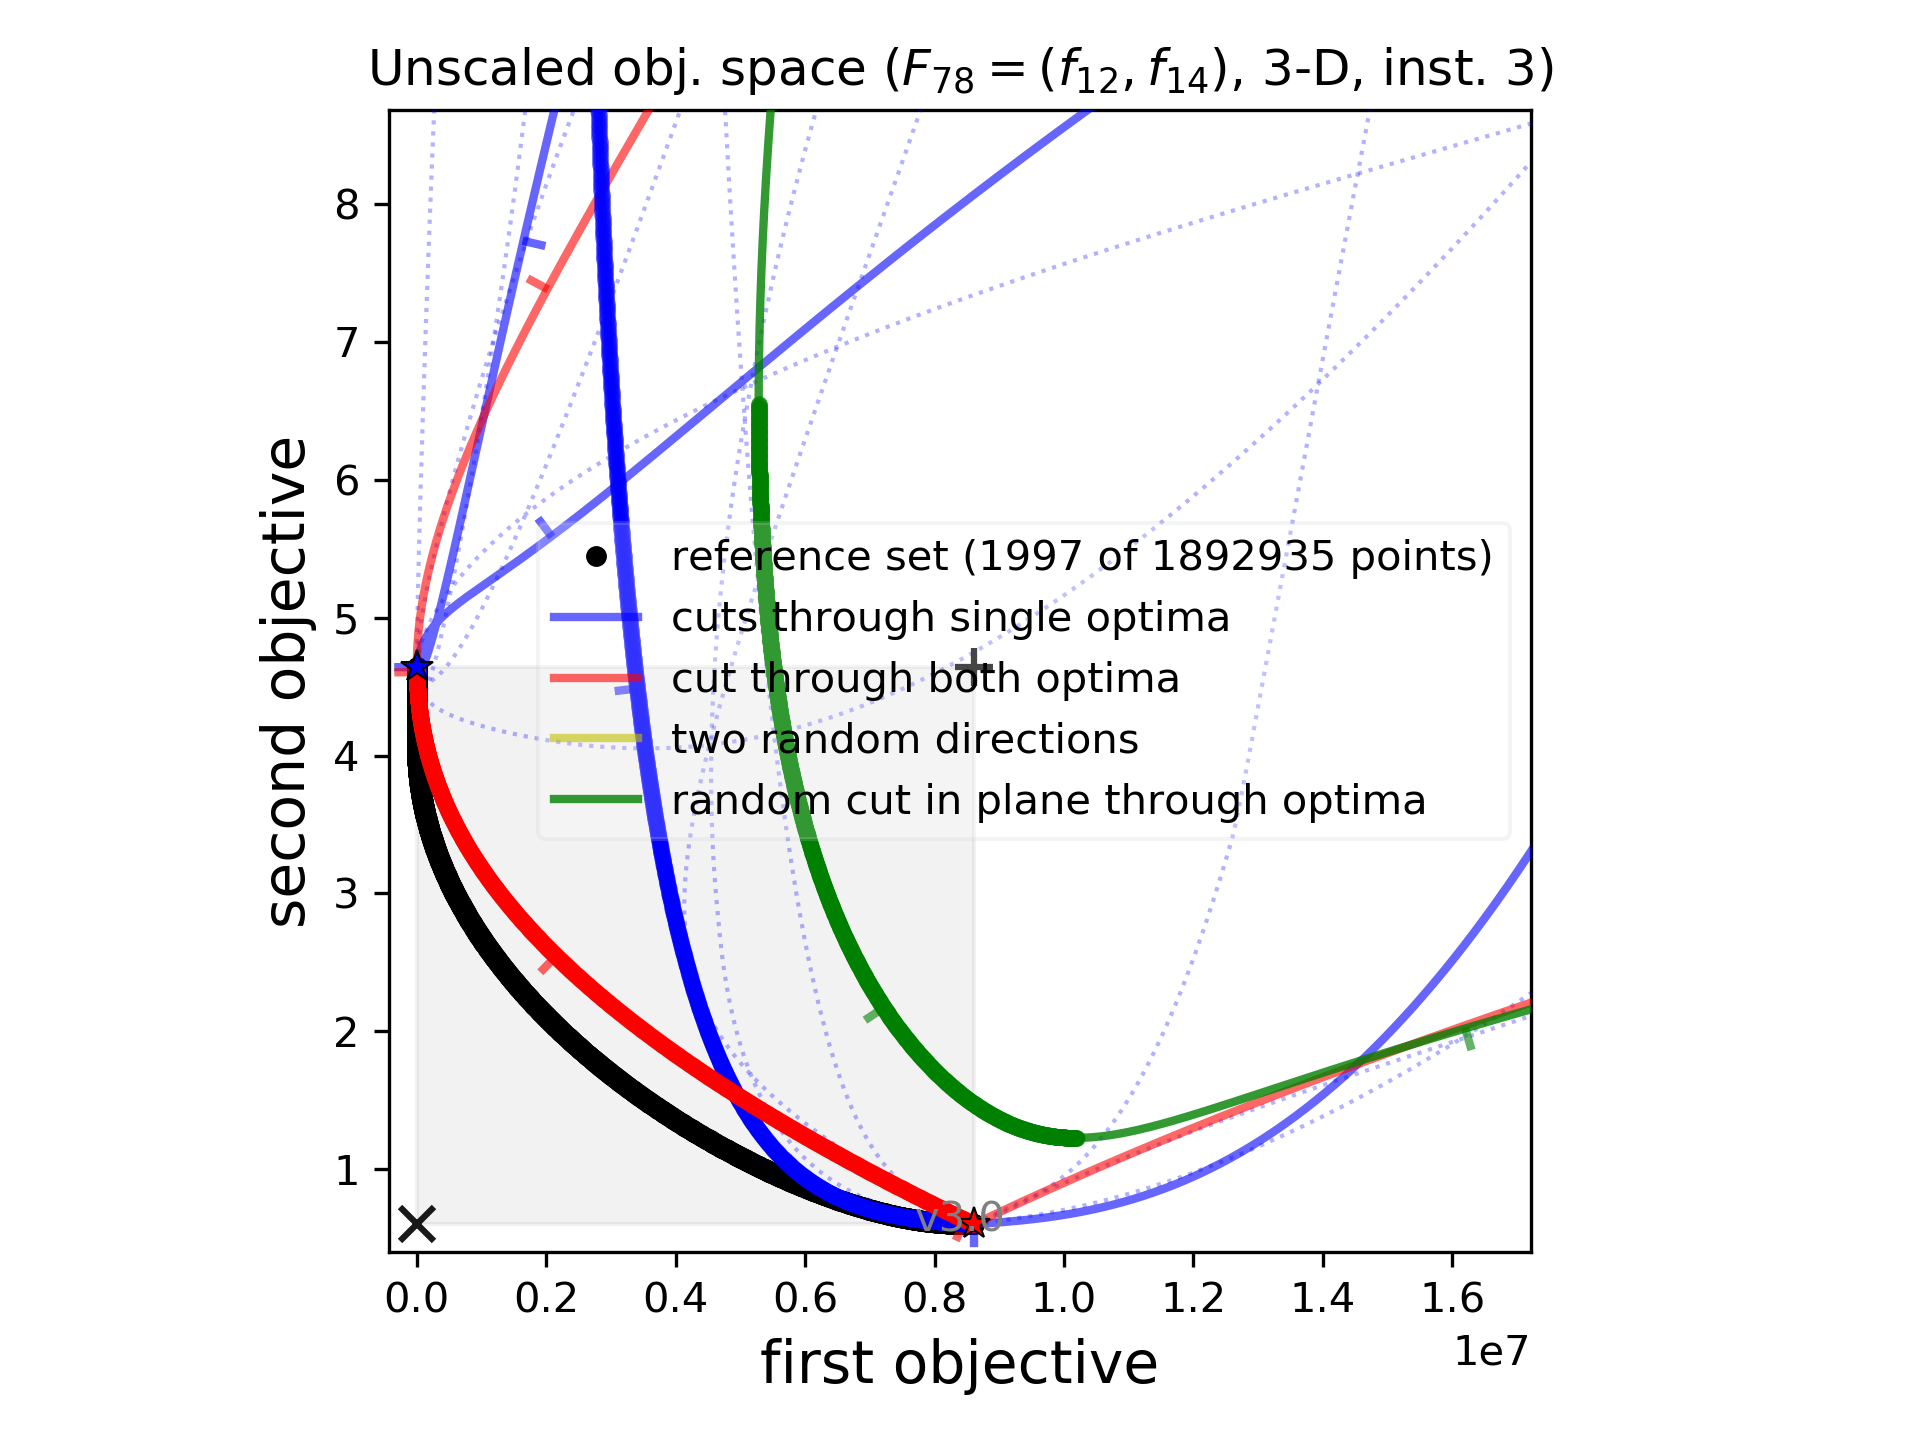 Unscaled obj. space (F₇₈ = (f₁₂, f₁₄), 3-D, inst. 3)
8
7
6
5
4
3
2
1
second objective
reference set (1997 of 1892935 points)
cuts through single optima
cut through both optima
two random directions
random cut in plane through optima
v3.0
0.0 0.2 0.4 0.6 0.8 1.0 1.2 1.4 1.6
1e7
first objective